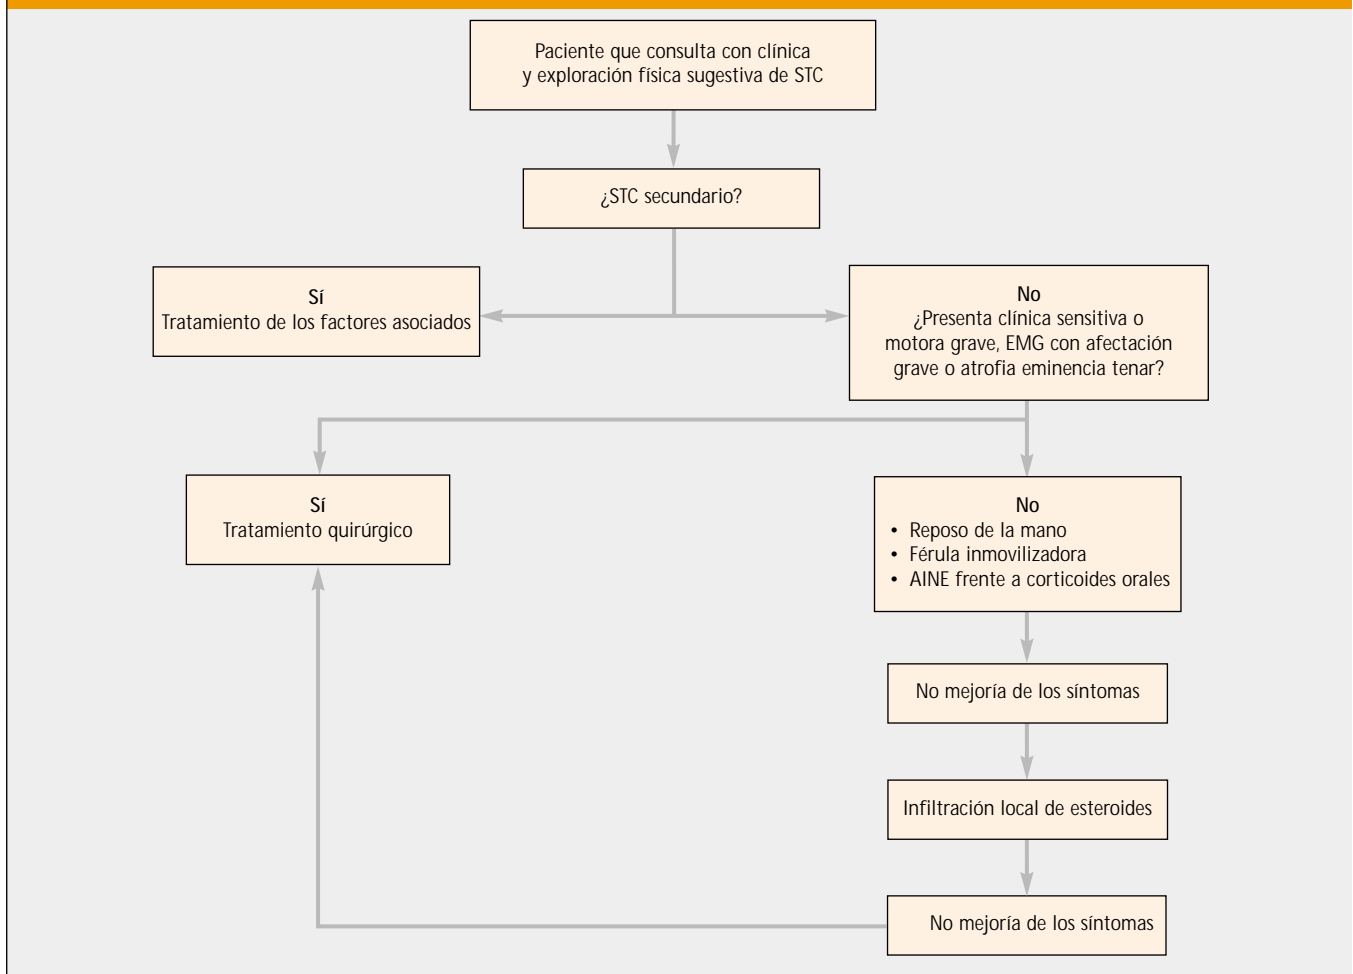 Paciente que consulta con clínica
y exploración física sugestiva de STC
¿STC secundario?
Sí
Tratamiento de los factores asociados
No
¿Presenta clínica sensitiva o
motora grave, EMG con afectación
grave o atrofia eminencia tenar?
Sí
Tratamiento quirúrgico
No
• Reposo de la mano
• Férula inmovilizadora
• AINE frente a corticoides orales
No mejoría de los síntomas
Infiltración local de esteroides
No mejoría de los síntomas